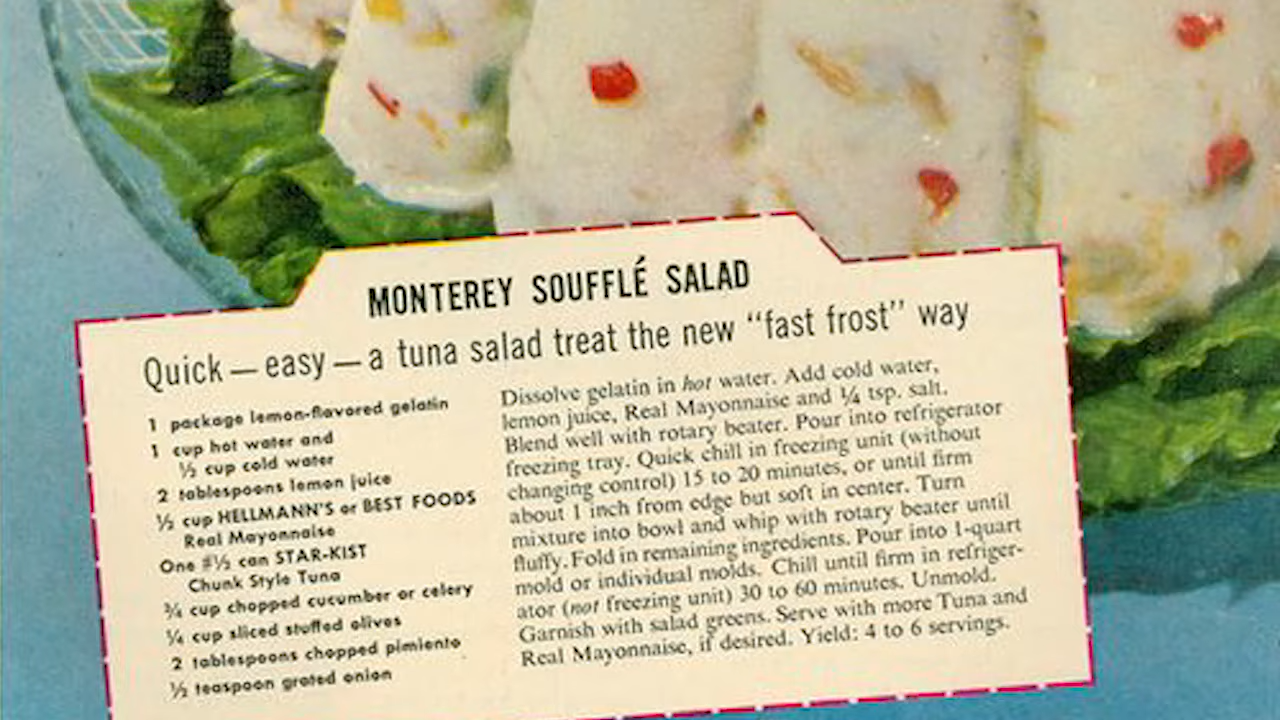 MONTEREY SOUFFLÉ SALAD
Quick — easy — a tuna salad treat the new “fast frost” way
1 package lemon-flavored gelatin
1 cup hot water and
½ cup cold water
2 tablespoons lemon juice
½ cup HELLMANN'S or BEST FOODS
Real Mayonnaise
One #½ can STAR-KIST
Chunk Style Tuna
¾ cup chopped cucumber or celery
¼ cup sliced stuffed olives
2 tablespoons chopped pimiento
½ teaspoon grated onion
Dissolve gelatin in hot water. Add cold water,
lemon juice, Real Mayonnaise and ¼ tsp. salt.
Blend well with rotary beater. Pour into refrigerator
freezing tray. Quick chill in freezing unit (without
changing control) 15 to 20 minutes, or until firm
about 1 inch from edge but soft in center. Turn
mixture into bowl and whip with rotary beater until
fluffy. Fold in remaining ingredients. Pour into 1-quart
mold or individual molds. Chill until firm in refriger-
ator (not freezing unit) 30 to 60 minutes. Unmold.
Garnish with salad greens. Serve with more Tuna and
Real Mayonnaise, if desired. Yield: 4 to 6 servings.